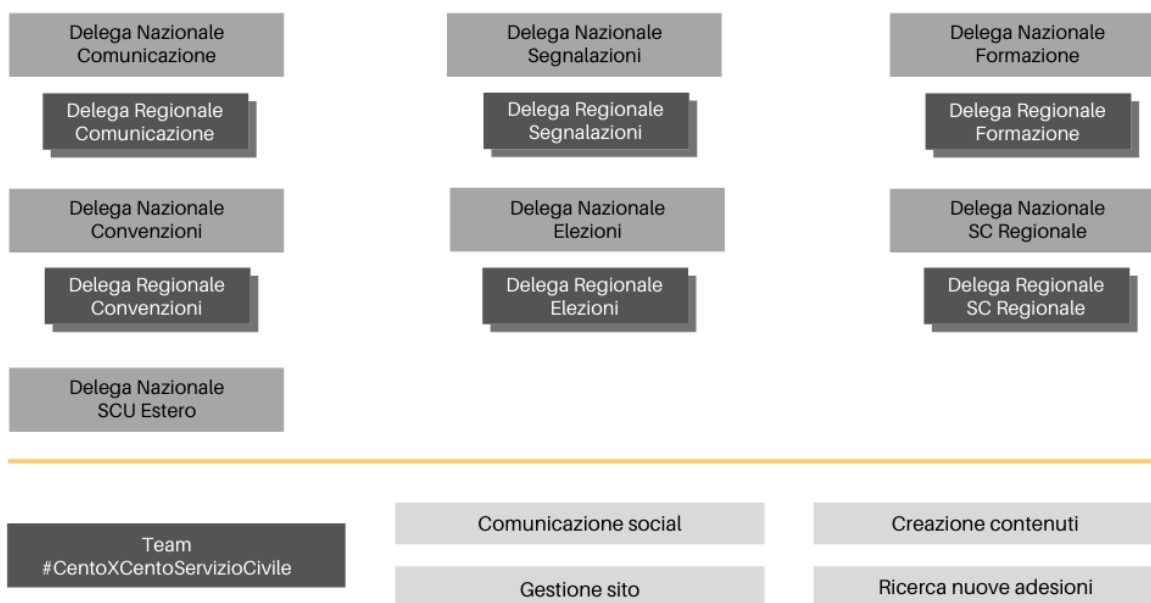 Delega Nazionale
Comunicazione
Delega Regionale
Comunicazione
Delega Nazionale
Segnalazioni
Delega Regionale
Segnalazioni
Delega Nazionale
Formazione
Delega Regionale
Formazione
Delega Nazionale
Convenzioni
Delega Regionale
Convenzioni
Delega Nazionale
Elezioni
Delega Regionale
Elezioni
Delega Nazionale
SC Regionale
Delega Regionale
SC Regionale
Delega Nazionale
SCU Estero
Team
#CentoXCentoServizioCivile
Comunicazione social
Creazione contenuti
Gestione sito
Ricerca nuove adesioni